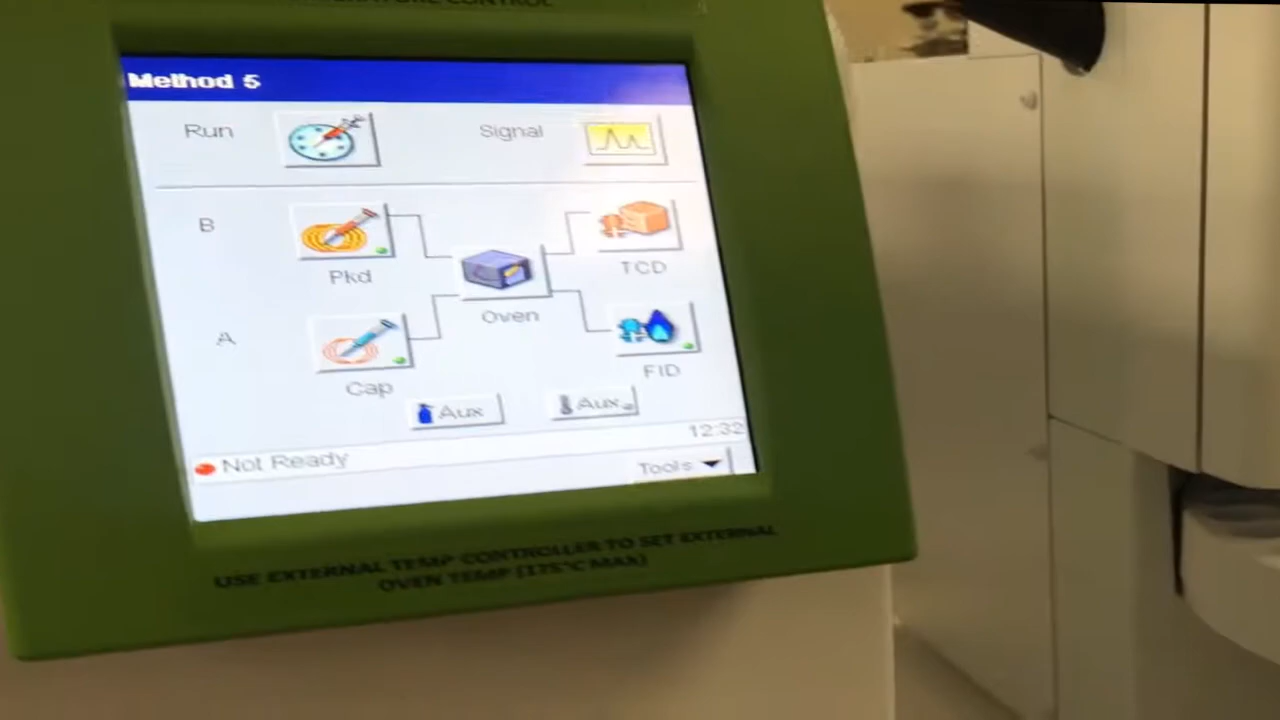 CONTROL
Method 5
Run
Signal
B
Pkd
TCD
Oven
A
Cap
FID
Aux
Aux
12:32
Not Ready
Tools
USE EXTERNAL TEMP CONTROLLER TO SET EXTERNAL
OVEN TEMP (175°C MAX)